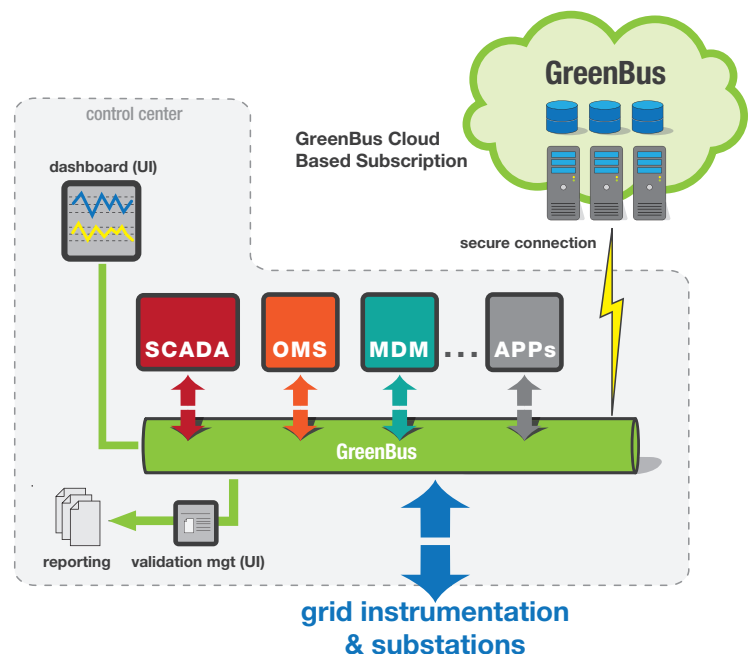 GreenBus
control center
GreenBus Cloud
Based Subscription
dashboard (UI)
secure connection
SCADA
OMS
MDM
...
APPs
GreenBus
reporting
validation mgt (UI)
grid instrumentation
& substations